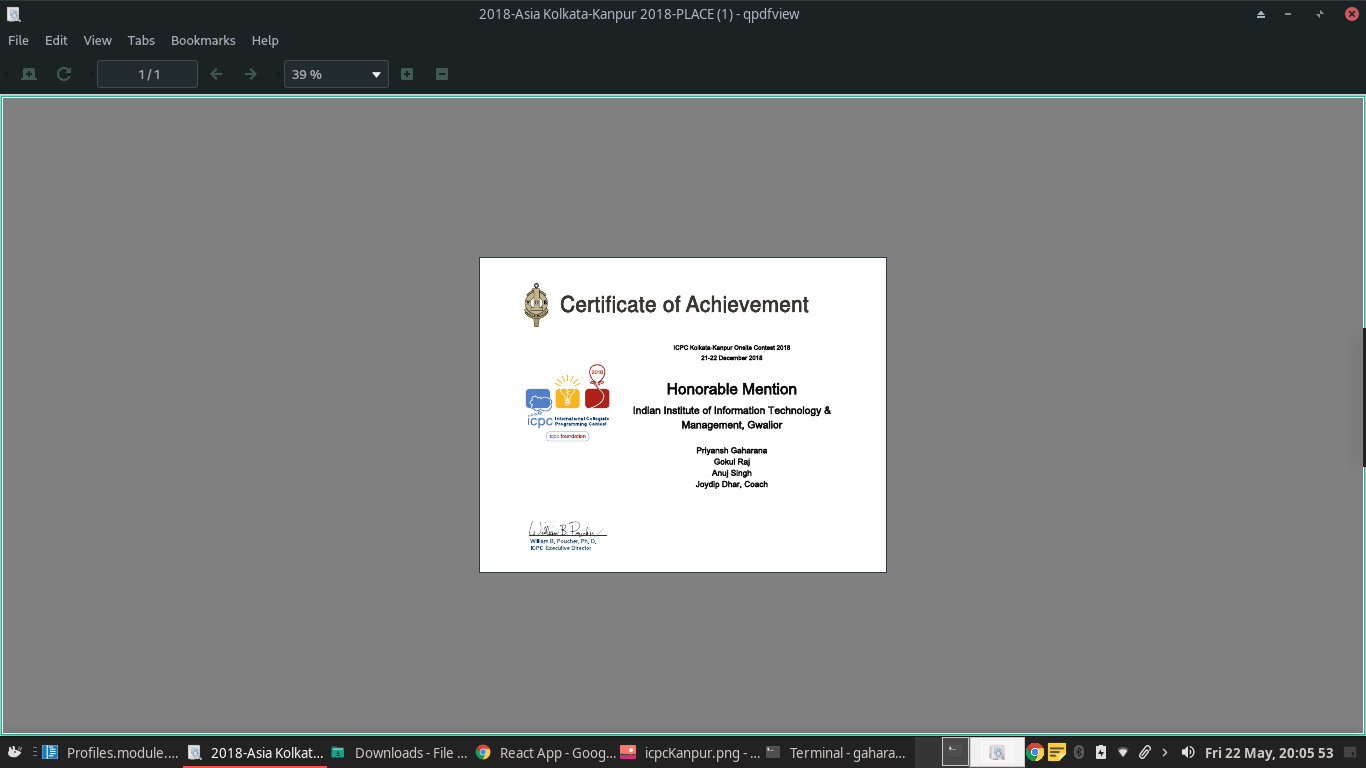 2018-Asia Kolkata-Kanpur 2018-PLACE (1) - qpdfview
File Edit View Tabs Bookmarks Help
1/1 39 %
Certificate of Achievement
ICPC Kolkata-Kanpur Onsite Contest 2018
21-22 December 2018
2018
Honorable Mention
Indian Institute of Information Technology &
Management, Gwalior
icpc International Collegiate
Programming Contest
icpc.foundation
Priyansh Gaharana
Gokul Raj
Anuj Singh
Joydip Dhar, Coach
William B. Poucher
William B. Poucher, Ph. D.
ICPC Executive Director
Profiles.module.... 2018-Asia Kolkat... Downloads - File ... React App - Goog... icpcKanpur.png - ... Terminal - gahara... Fri 22 May, 20:05 53